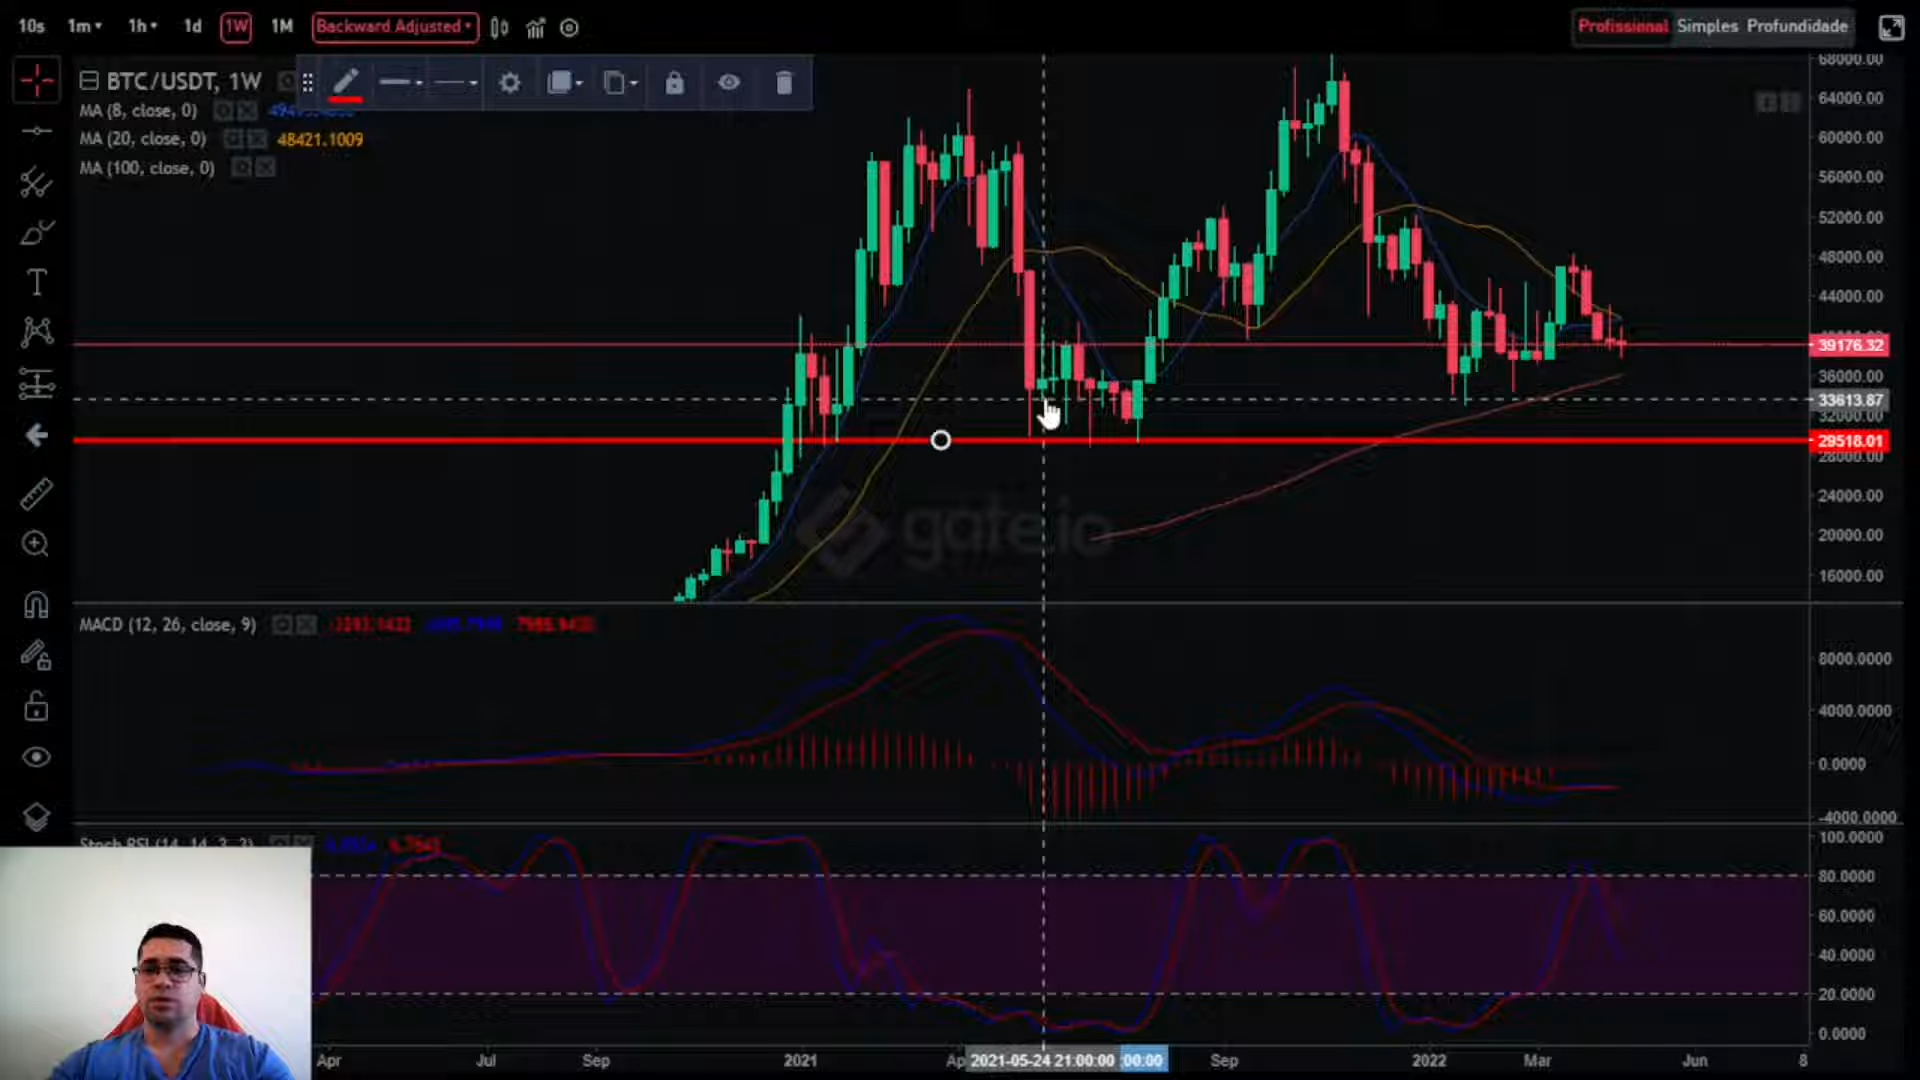 10s 1m 1h 1d 1W 1M Backward Adjusted
Profissional Simples Profundidade
BTC/USDT, 1W
MA (8, close, 0)
MA (20, close, 0) 48421.1009
MA (100, close, 0)
68000.00
64000.00
60000.00
56000.00
52000.00
48000.00
44000.00
39176.32
36000.00
33613.87
32000.00
29518.01
28000.00
24000.00
20000.00
16000.00
gate.io
MACD (12, 26, close, 9)
8000.0000
4000.0000
0.0000
-4000.0000
Stoch RSI (14, 14, 3, 3)
100.0000
80.0000
60.0000
40.0000
20.0000
0.0000
Apr Jul Sep 2021 Ap 2021-05-24 21:00:00 00:00 Sep 2022 Mar Jun 8